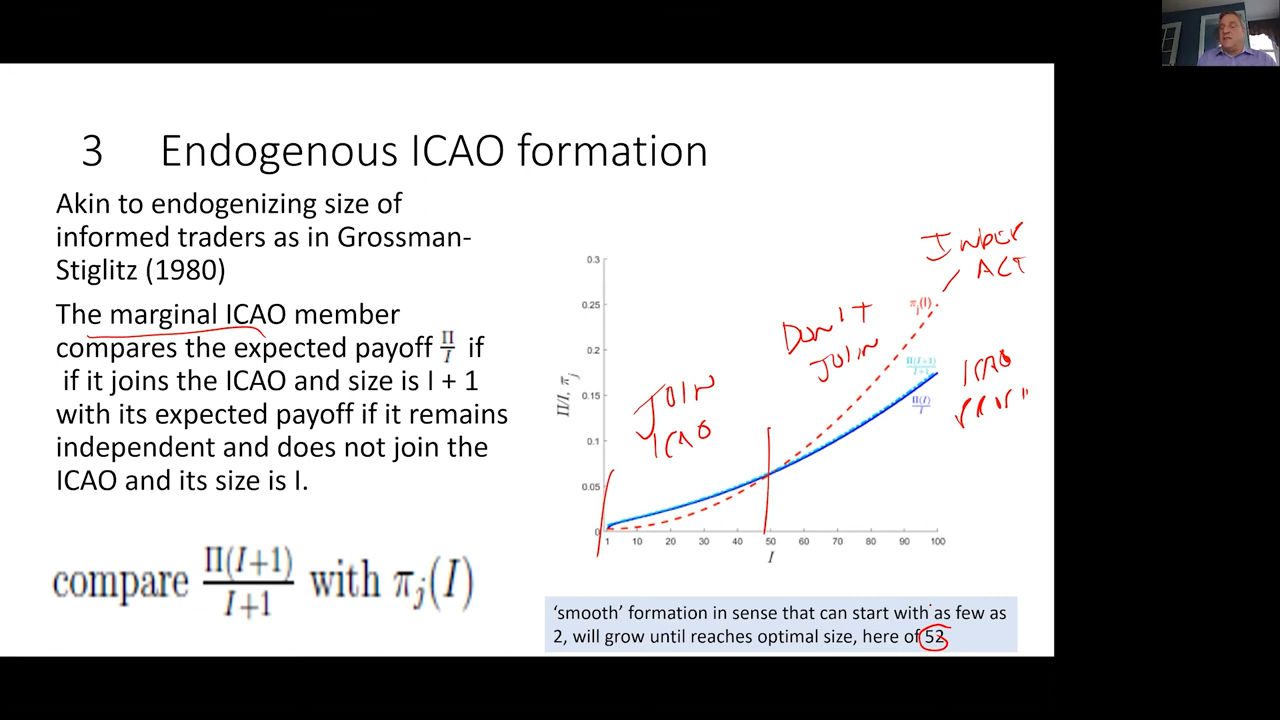 3 Endogenous ICAO formation
Akin to endogenizing size of
informed traders as in Grossman-
Stiglitz (1980)
The marginal ICAO member
compares the expected payoff Π/I if
if it joins the ICAO and size is I + 1
with its expected payoff if it remains
independent and does not join the
ICAO and its size is I.
compare Π(I+1)/I+1 with πj(I)
0.3
0.25
0.2
0.15
0.1
0.05
0
Π/I, πj
1 10 20 30 40 50 60 70 80 90 100
I
πj(I)
Π(I+1)/I+1
Π(I)/I
JOIN
ICAO
DON'T
JOIN
ACT
ICAO
'smooth' formation in sense that can start with as few as
2, will grow until reaches optimal size, here of 52